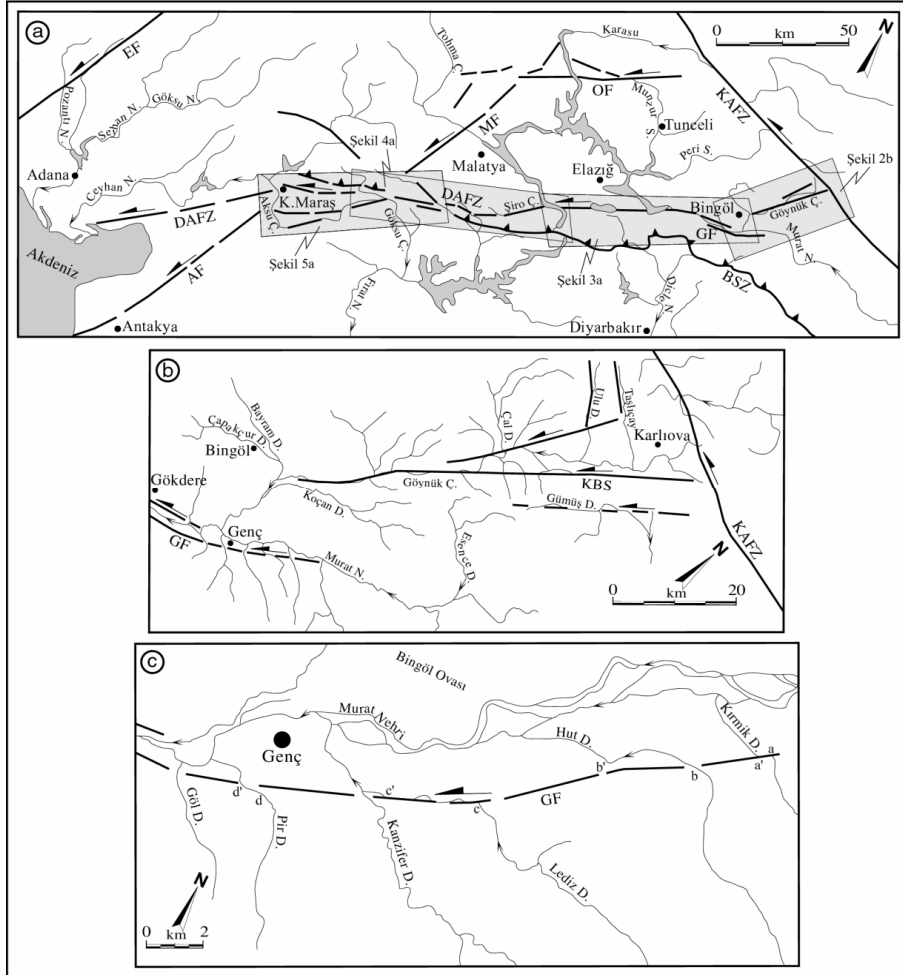 a
EF
Pozantı N.
Seyhan N.
Göksu N.
Tohma Ç.
Karasu
0 50
km
N
OF
Munzur S.
Tunceli
KAFZ
Şekil 4a
MF
Malatya
Elazığ
Peri S.
Şekil 2b
Adana
Ceyhan N.
DAFZ
K.Maraş
DAFZ
Şiro Ç.
Bingöl
Göynük Ç.
Aksu Ç.
Göksu Ç.
GF
Murat N.
Akdeniz
AF
Şekil 5a
Fırat N.
Şekil 3a
Dicle N.
BSZ
Antakya
Diyarbakır
b
Çapakçur D.
Bayram D.
Bingöl
Çal D.
Ulu D.
Taşlıçay
Karlıova
Gökdere
Göynük Ç.
KBS
Koçan D.
Gümüş D.
Genç
GF
Murat N.
Esence D.
KAFZ
N
0 20
km
c
Bingöl Ovası
Murat Nehri
Kırmik D.
Hut D.
Genç
a
a'
b'
b
c'
c
d'
d
GF
Göl D.
Pir D.
Kanzifer D.
Lediz D.
N
km
0 2